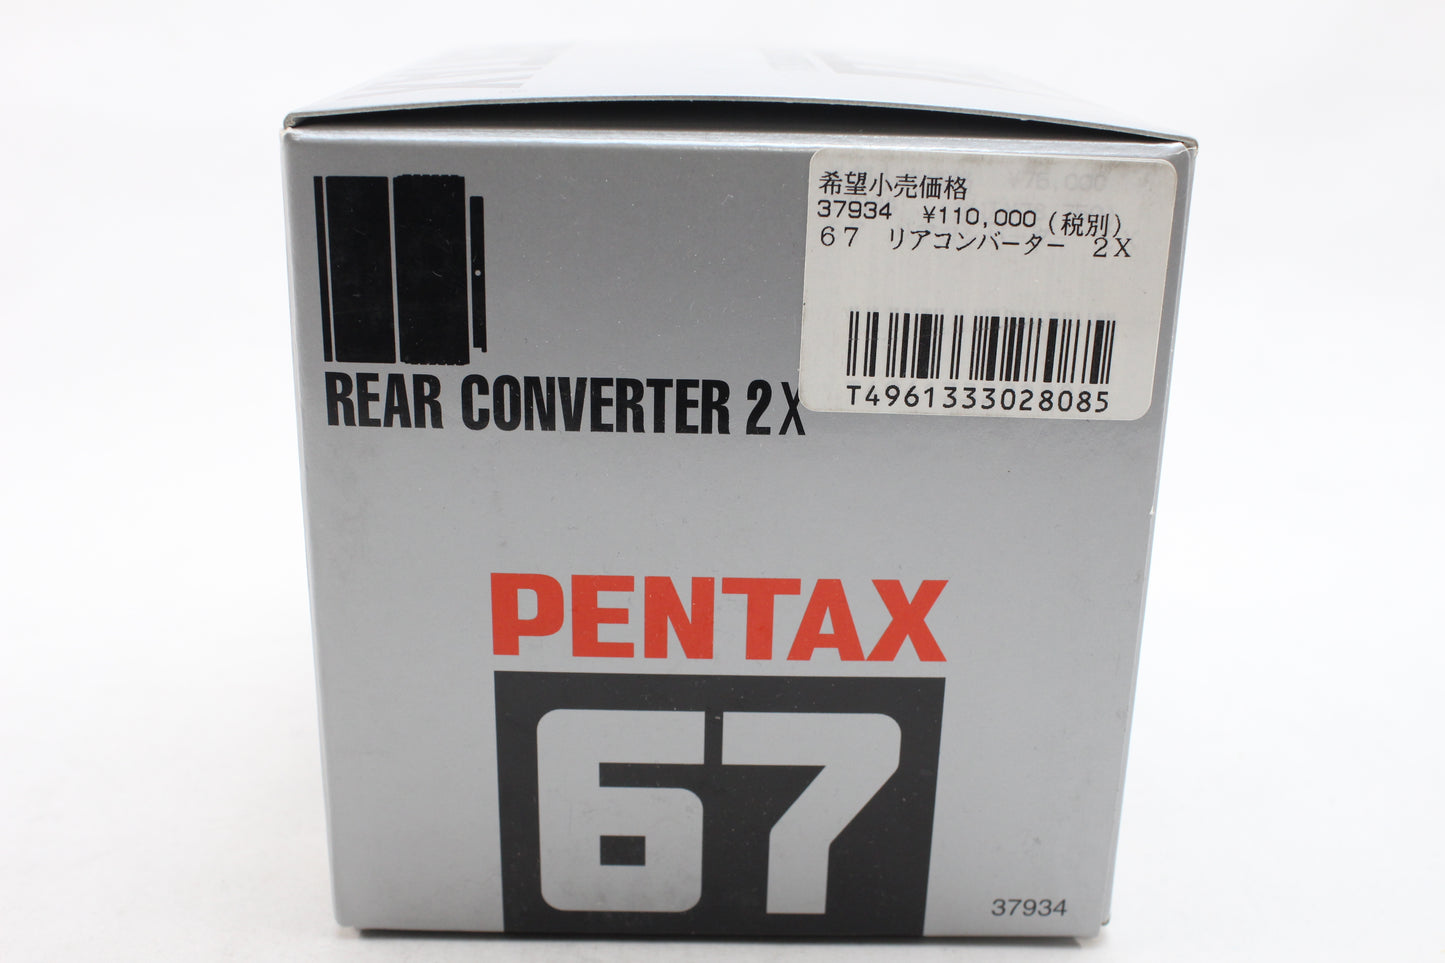 希望小売価格
37934 ¥110,000(税別)
67 リアコンバーター 2X
T4961333028085
REAR CONVERTER 2X
PENTAX
67
37934